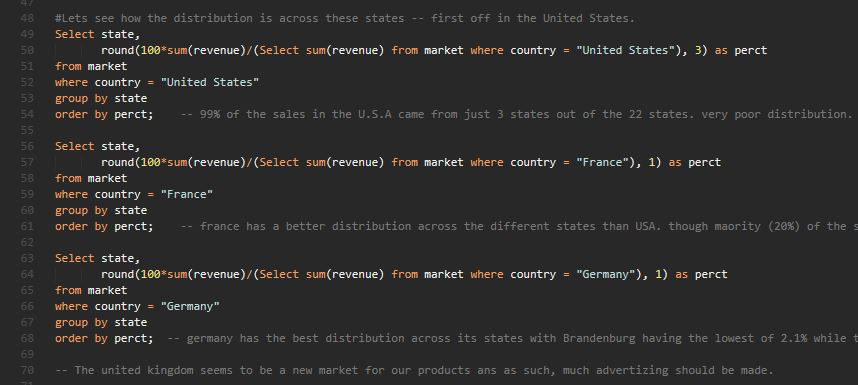 47
48 #Lets see how the distribution is across these states -- first off in the United States.
49 Select state,
50 round(100*sum(revenue)/(Select sum(revenue) from market where country = "United States"), 3) as perct
51 from market
52 where country = "United States"
53 group by state
54 order by perct; -- 99% of the sales in the U.S.A came from just 3 states out of the 22 states. very poor distribution.
55
56 Select state,
57 round(100*sum(revenue)/(Select sum(revenue) from market where country = "France"), 1) as perct
58 from market
59 where country = "France"
60 group by state
61 order by perct; -- france has a better distribution across the different states than USA. though maority (20%) of the s
62
63 Select state,
64 round(100*sum(revenue)/(Select sum(revenue) from market where country = "Germany"), 1) as perct
65 from market
66 where country = "Germany"
67 group by state
68 order by perct; -- germany has the best distribution across its states with Brandenburg having the lowest of 2.1% while t
69
70 -- The united kingdom seems to be a new market for our products ans as such, much advertizing should be made.
71